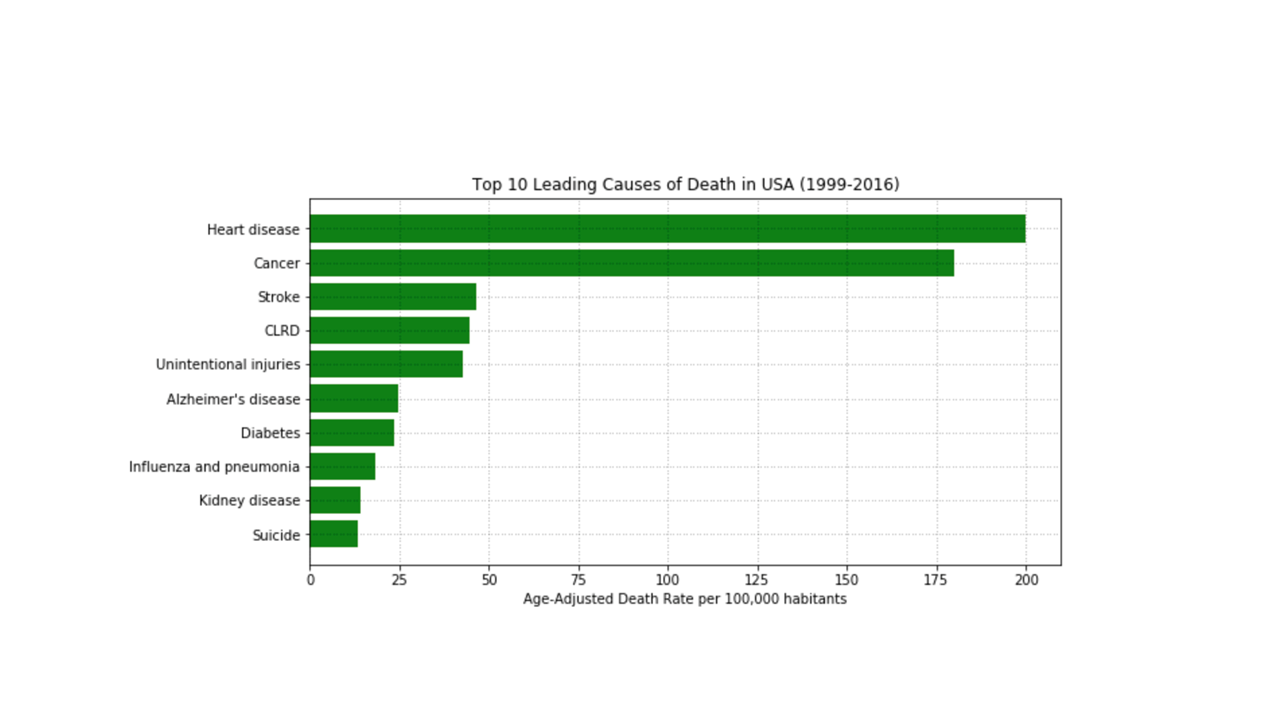 Top 10 Leading Causes of Death in USA (1999-2016)
Heart disease
Cancer
Stroke
CLRD
Unintentional injuries
Alzheimer's disease
Diabetes
Influenza and pneumonia
Kidney disease
Suicide
0 25 50 75 100 125 150 175 200
Age-Adjusted Death Rate per 100,000 habitants